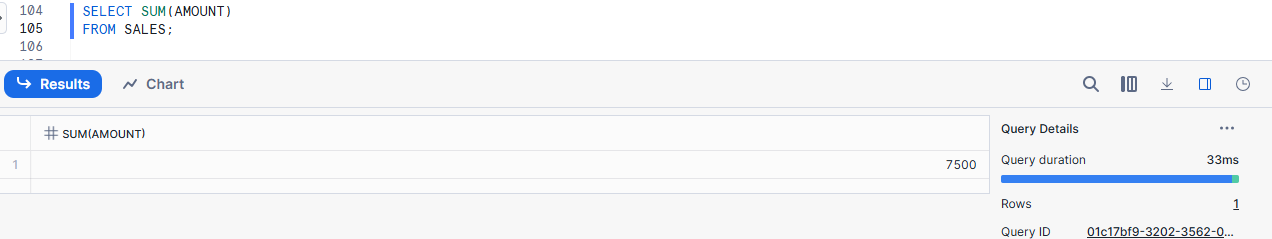 104 SELECT SUM(AMOUNT)
105 FROM SALES;
106
Results Chart
SUM(AMOUNT)
1 7500
Query Details ...
Query duration 33ms
Rows 1
Query ID 01c17bf9-3202-3562-0...